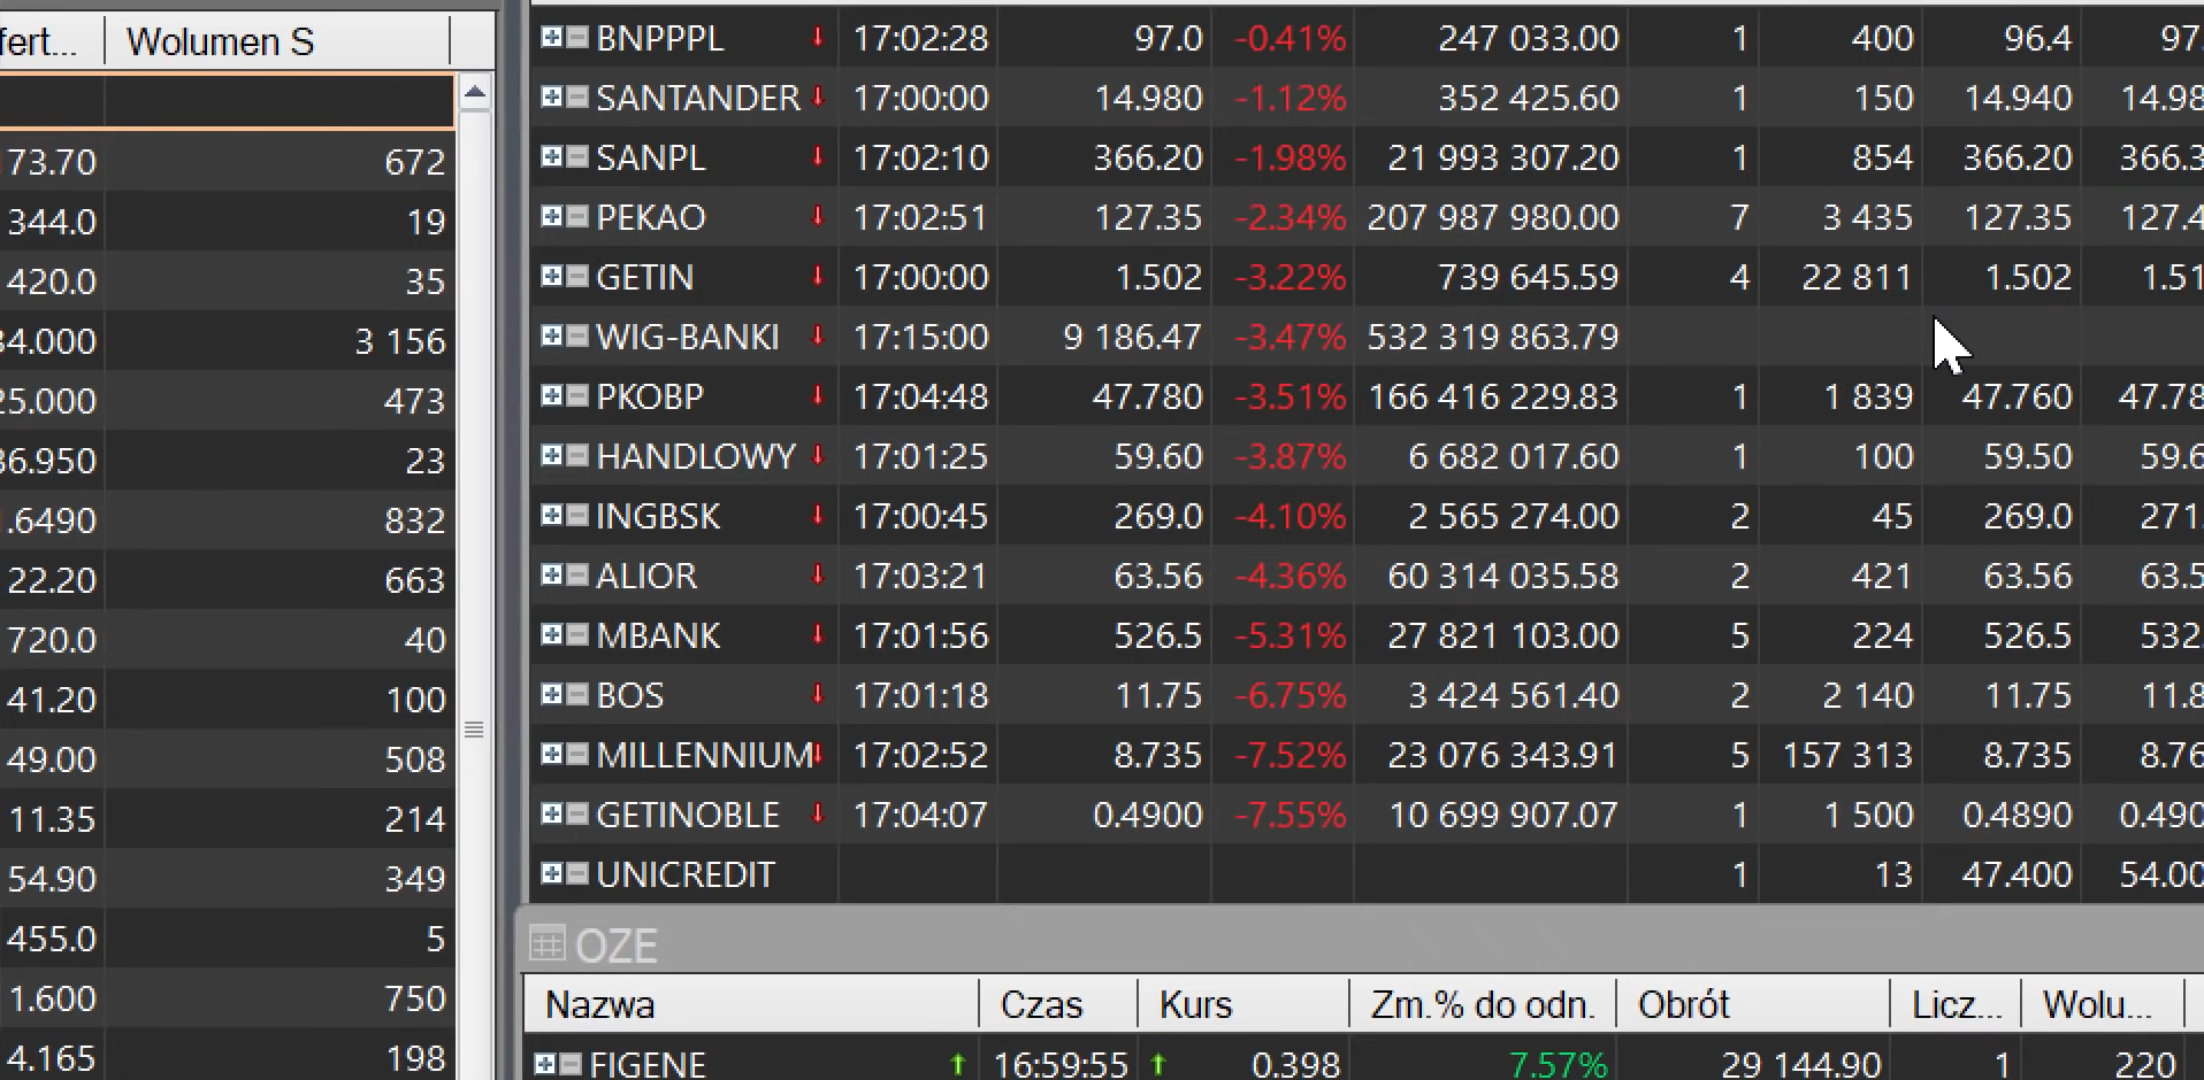 fert... Wolumen S
73.70 672
344.0 19
420.0 35
34.000 3 156
25.000 473
36.950 23
.6490 832
22.20 663
720.0 40
41.20 100
49.00 508
11.35 214
54.90 349
455.0 5
1.600 750
4.165 198
BNPPPL 17:02:28 97.0 -0.41% 247 033.00 1 400 96.4 97.
SANTANDER 17:00:00 14.980 -1.12% 352 425.60 1 150 14.940 14.98
SANPL 17:02:10 366.20 -1.98% 21 993 307.20 1 854 366.20 366.3
PEKAO 17:02:51 127.35 -2.34% 207 987 980.00 7 3 435 127.35 127.4
GETIN 17:00:00 1.502 -3.22% 739 645.59 4 22 811 1.502 1.51
WIG-BANKI 17:15:00 9 186.47 -3.47% 532 319 863.79
PKOBP 17:04:48 47.780 -3.51% 166 416 229.83 1 1 839 47.760 47.78
HANDLOWY 17:01:25 59.60 -3.87% 6 682 017.60 1 100 59.50 59.6
INGBSK 17:00:45 269.0 -4.10% 2 565 274.00 2 45 269.0 271.
ALIOR 17:03:21 63.56 -4.36% 60 314 035.58 2 421 63.56 63.5
MBANK 17:01:56 526.5 -5.31% 27 821 103.00 5 224 526.5 532.
BOS 17:01:18 11.75 -6.75% 3 424 561.40 2 2 140 11.75 11.8
MILLENNIUM 17:02:52 8.735 -7.52% 23 076 343.91 5 157 313 8.735 8.76
GETINOBLE 17:04:07 0.4900 -7.55% 10 699 907.07 1 1 500 0.4890 0.490
UNICREDIT 1 13 47.400 54.00
OZE
Nazwa Czas Kurs Zm.% do odn. Obrót Licz... Wolu...
FIGENE 16:59:55 0.398 7.57% 29 144.90 1 220